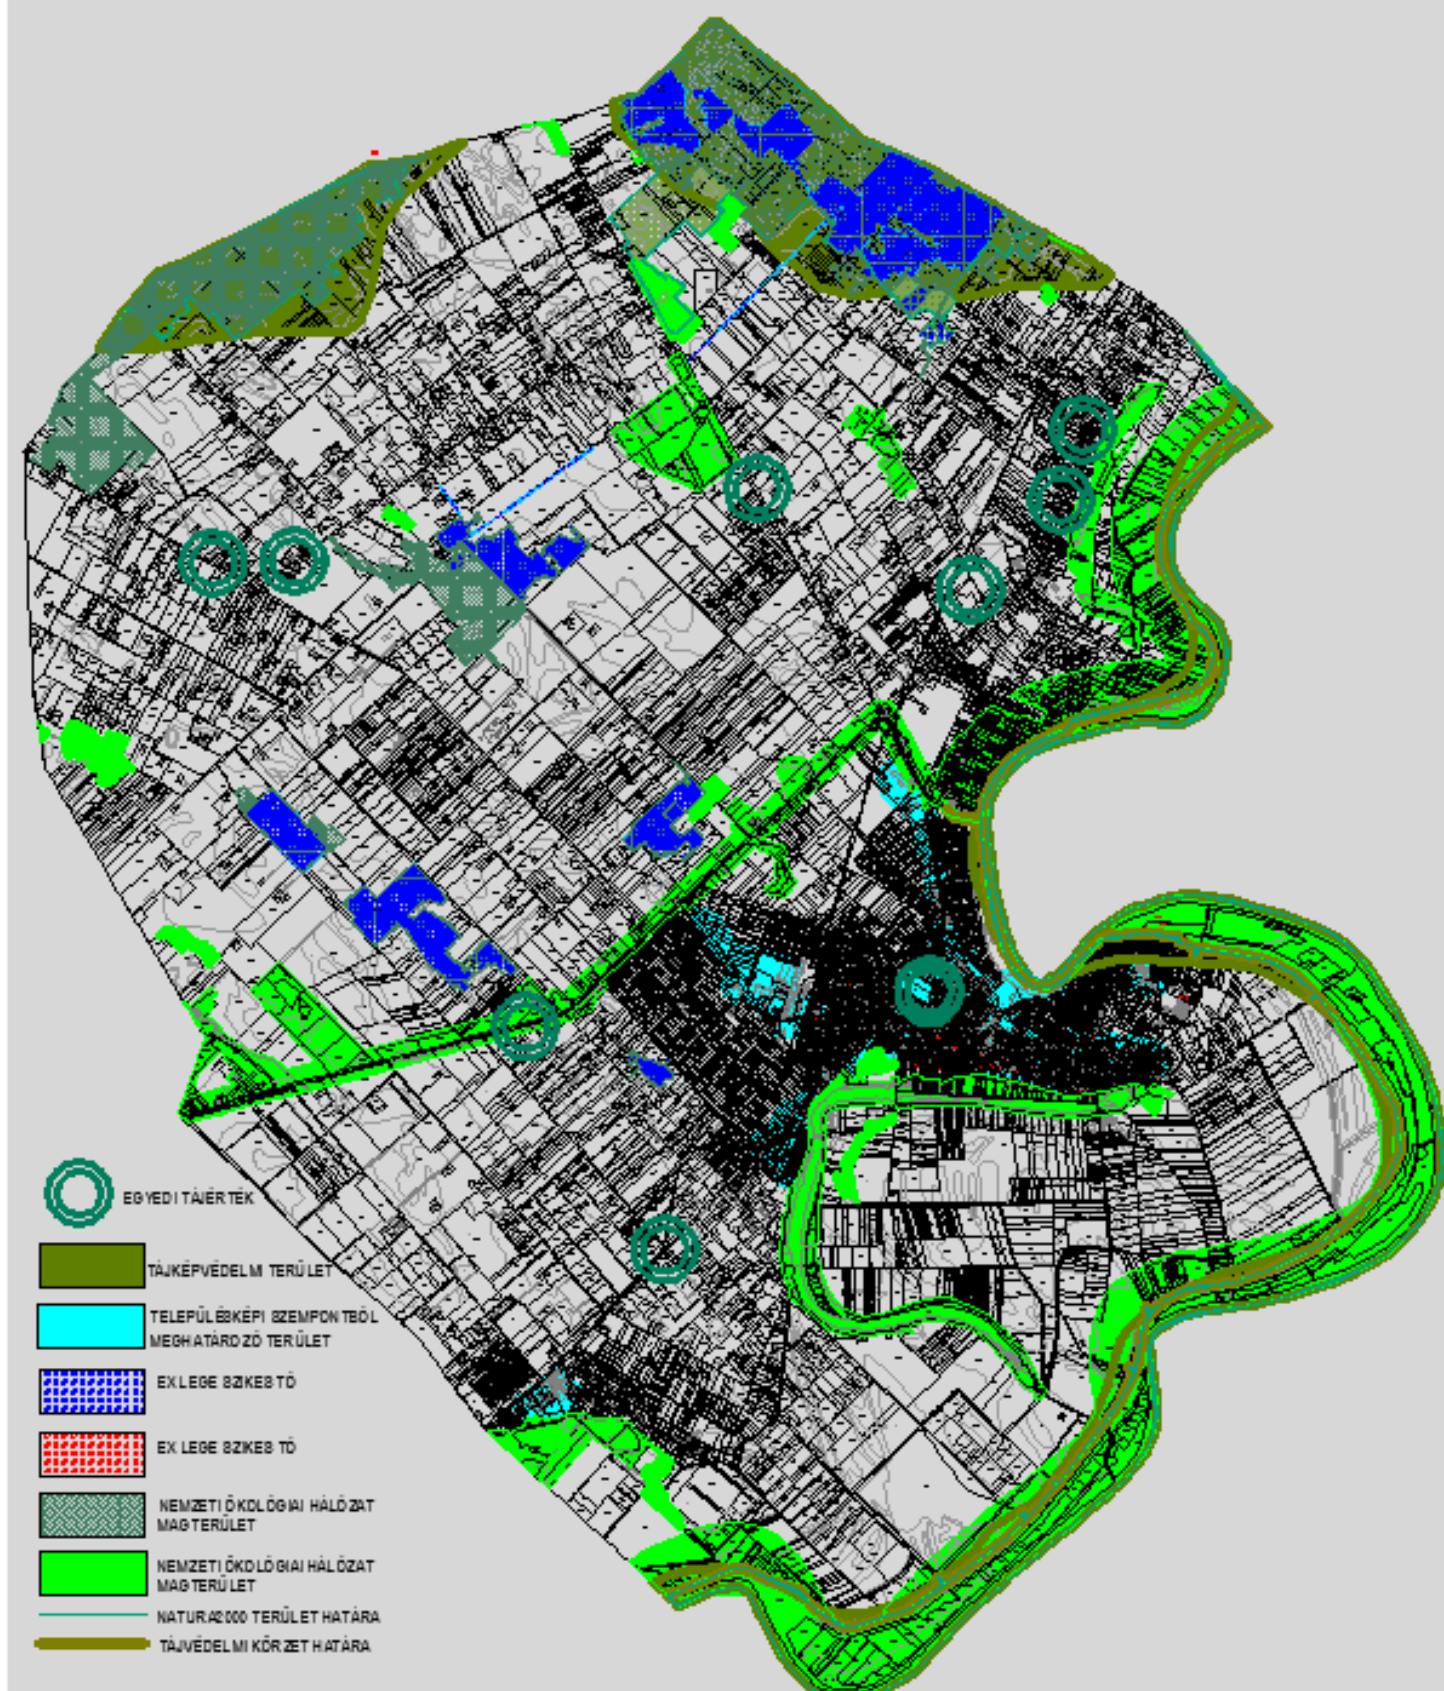 EGYEDI TÁJÉRTÉK
TÁJKÉPVÉDELMI TERÜLET
TELEPÜLÉSKÉPI SZEMPONTBÓL
MEGHATÁROZÓ TERÜLET
EX LEGE SZIKES TÓ
EX LEGE SZIKES TÓ
NEMZETI ÖKOLÓGIAI HÁLÓZAT
MAGTERÜLET
NEMZETI ÖKOLÓGIAI HÁLÓZAT
MAGTERÜLET
NATURA2000 TERÜLET HATÁRA
TÁJVÉDELMI KÖRZET HATÁRA